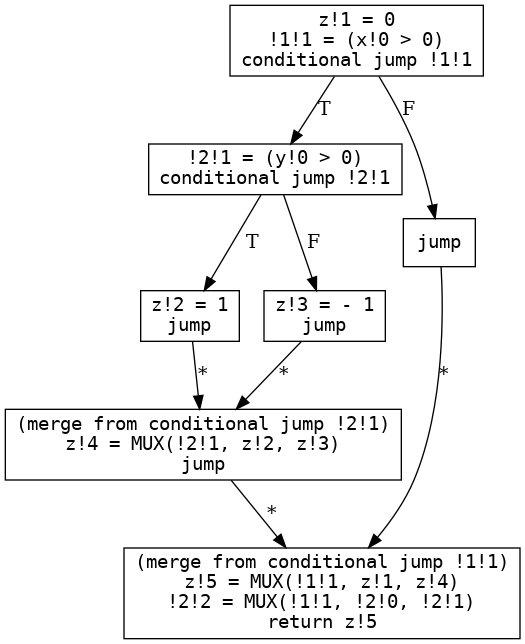 z!1 = 0
!1!1 = (x!0 > 0)
conditional jump !1!1
T
F
!2!1 = (y!0 > 0)
conditional jump !2!1
jump
T
F
z!2 = 1
jump
z!3 = - 1
jump
*
*
*
(merge from conditional jump !2!1)
z!4 = MUX(!2!1, z!2, z!3)
jump
*
(merge from conditional jump !1!1)
z!5 = MUX(!1!1, z!1, z!4)
!2!2 = MUX(!1!1, !2!0, !2!1)
return z!5